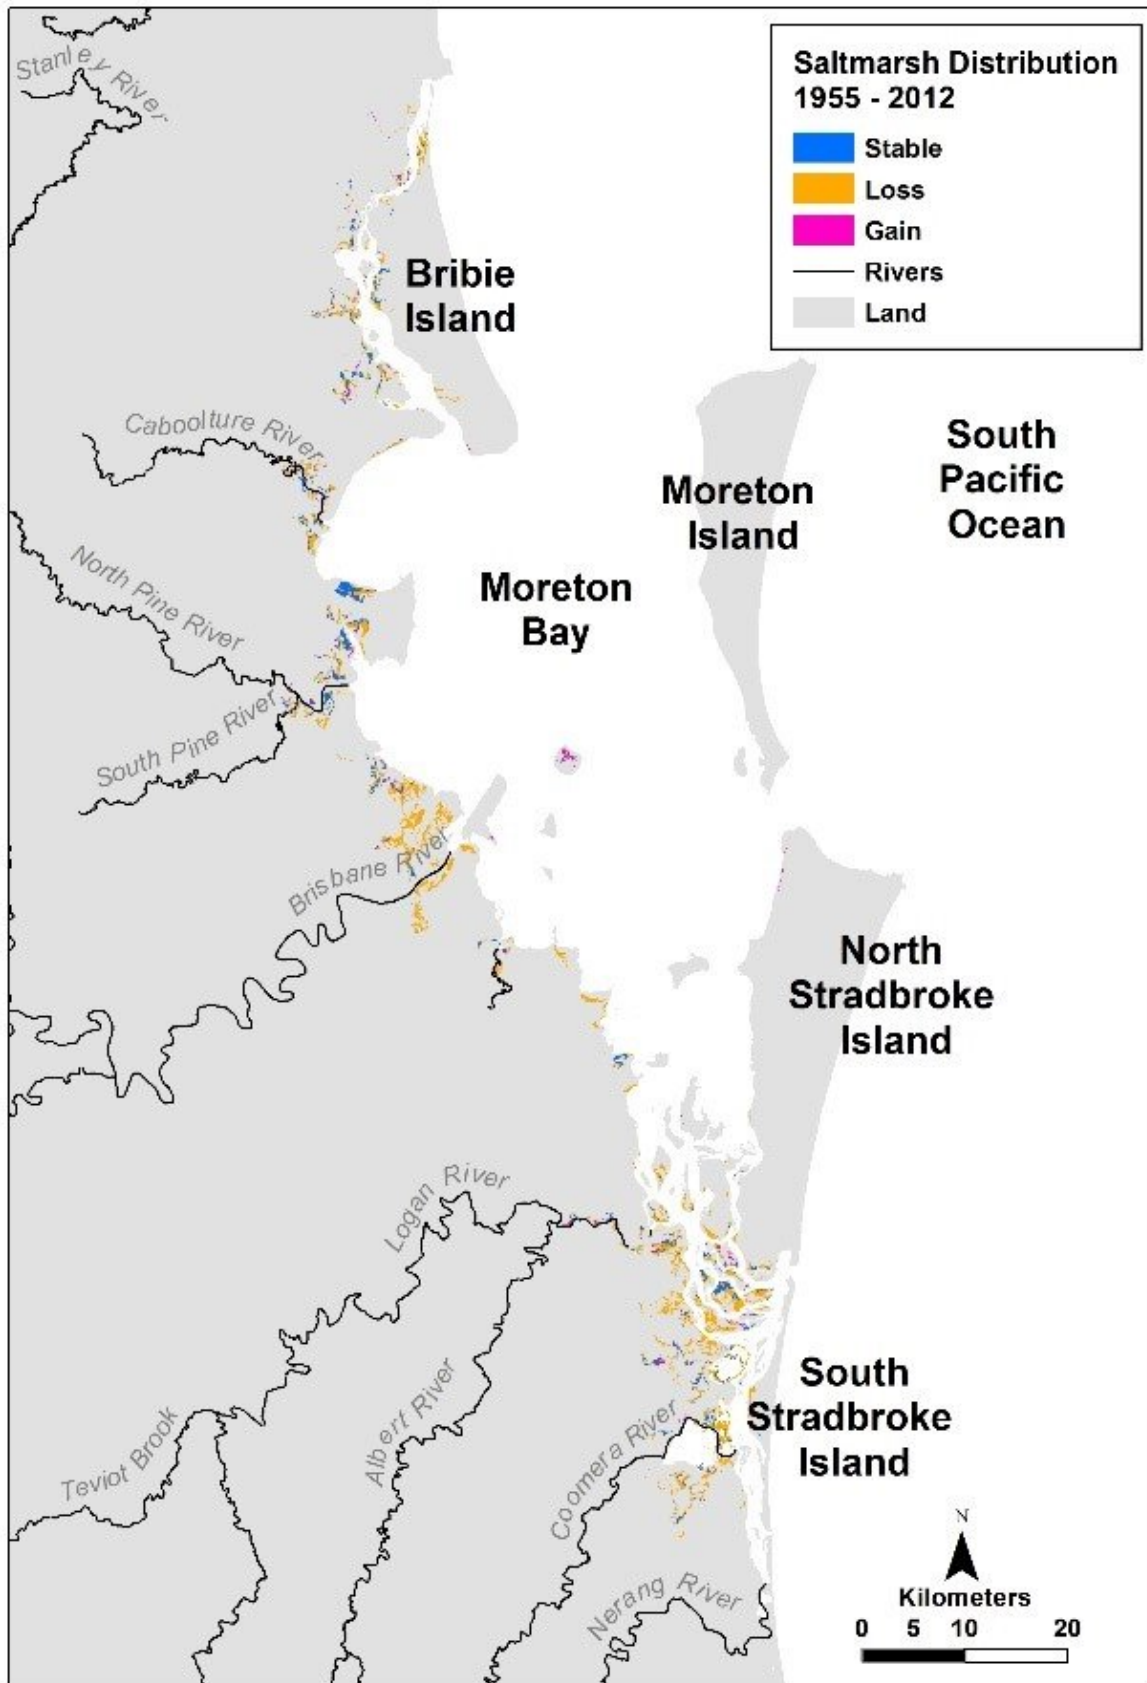 Stanley
River
Saltmarsh Distribution
1955 - 2012
Stable
Loss
Gain
Rivers
Land
Bribie
Island
Caboolture River
South
Pacific
Ocean
Moreton
Island
North Pine River
Moreton
Bay
South Pine River
Brisbane River
North
Stradbroke
Island
Logan River
South
Stradbroke
Island
Teviot Brook
Albert River
Coomera River
Nerang River
N
Kilometers
0 5 10 20